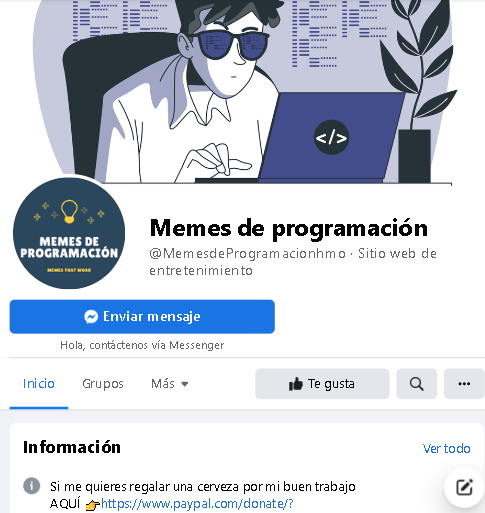 </>
MEMES DE
PROGRAMACIÓN
MEMES THAT WORK
Memes de programación
@MemesdeProgramacionhmo · Sitio web de
entretenimiento
Enviar mensaje
Hola, contáctenos vía Messenger
Inicio
Grupos
Más
Te gusta
Información
Ver todo
Si me quieres regalar una cerveza por mi buen trabajo
AQUÍ 👉https://www.paypal.com/donate/?